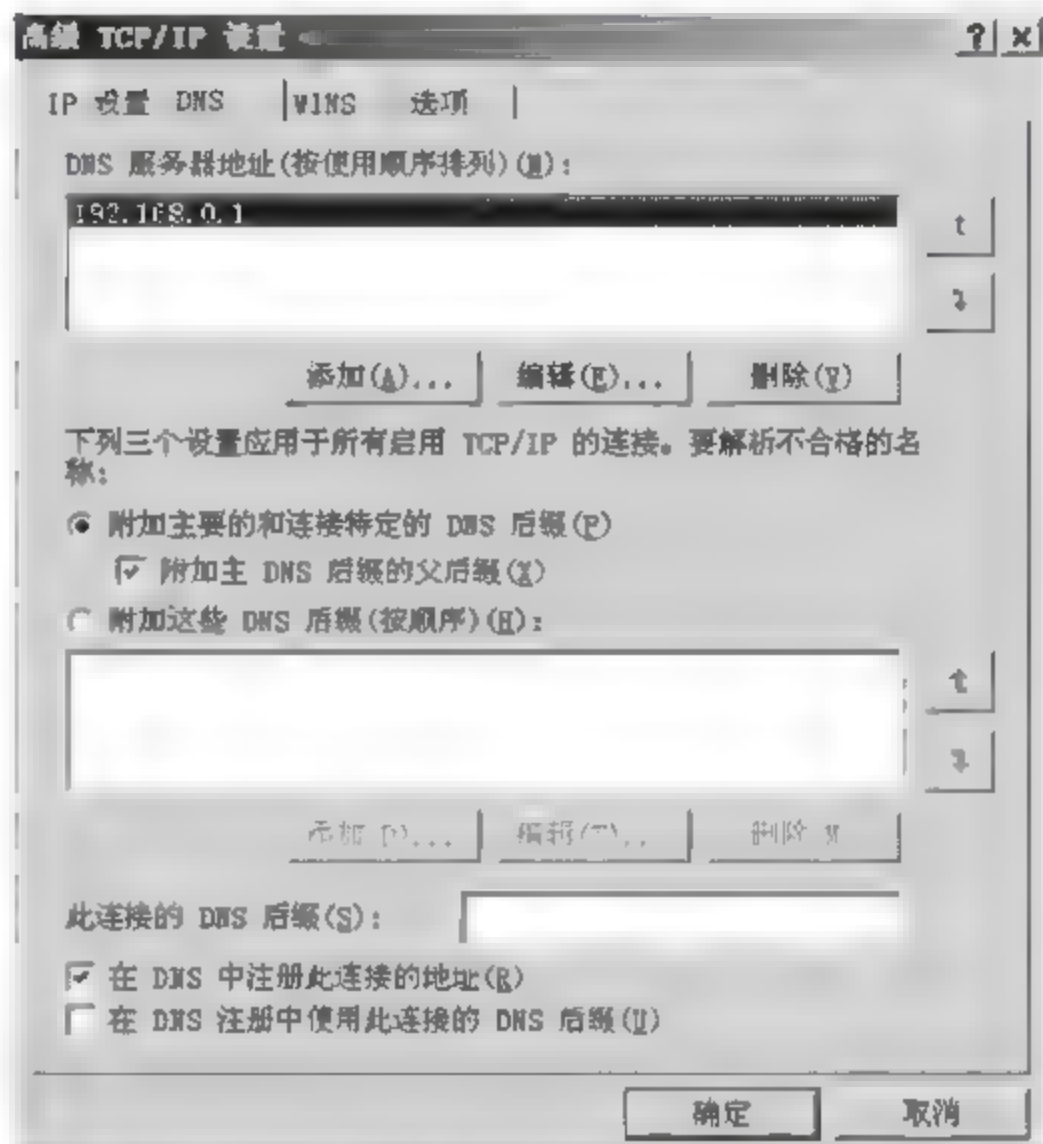 高级 TCP/IP 设置
IP 设置 DNS WINS 选项
DNS 服务器地址(按使用顺序排列)(N):
192.168.0.1
添加(A)... 编辑(E)... 删除(V)
下列三个设置应用于所有启用 TCP/IP 的连接。要解析不合格的名
称:
附加主要的和连接特定的 DNS 后缀(P)
附加主 DNS 后缀的父后缀(X)
附加这些 DNS 后缀(按顺序)(H):
添加 编辑 删除
此连接的 DNS 后缀(S):
在 DNS 中注册此连接的地址(R)
在 DNS 注册中使用此连接的 DNS 后缀(U)
确定 取消